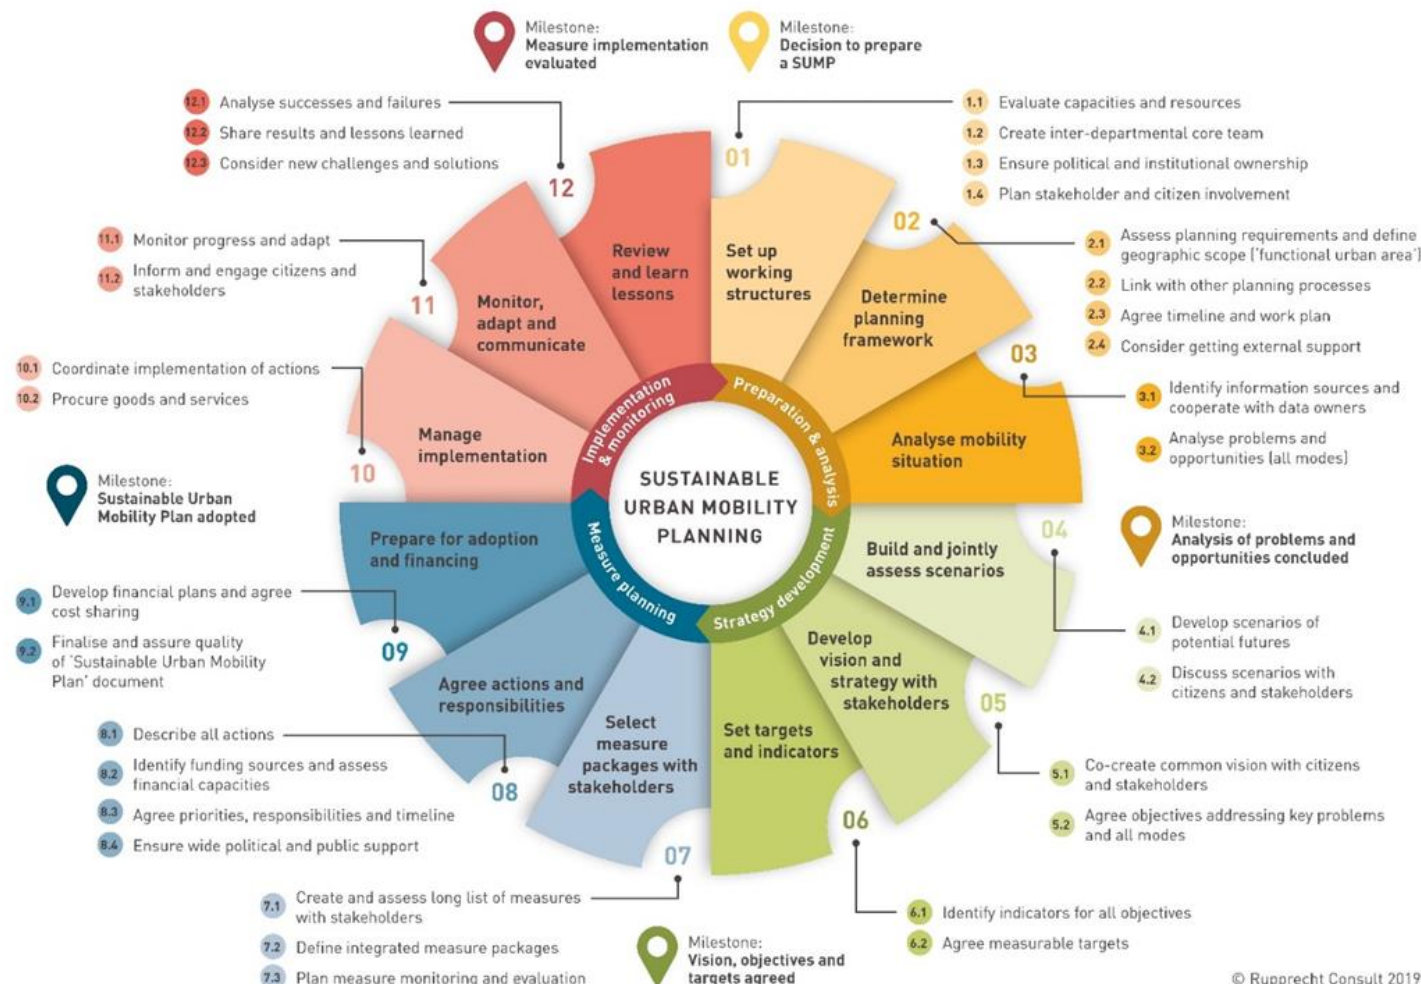 Milestone:
Measure implementation
evaluated
Milestone:
Decision to prepare
a SUMP
12.1 Analyse successes and failures
12.2 Share results and lessons learned
12.3 Consider new challenges and solutions
1.1 Evaluate capacities and resources
1.2 Create inter-departmental core team
1.3 Ensure political and institutional ownership
1.4 Plan stakeholder and citizen involvement
11.1 Monitor progress and adapt
11.2 Inform and engage citizens and
stakeholders
2.1 Assess planning requirements and define
geographic scope ('functional urban area')
2.2 Link with other planning processes
2.3 Agree timeline and work plan
2.4 Consider getting external support
10.1 Coordinate implementation of actions
10.2 Procure goods and services
3.1 Identify information sources and
cooperate with data owners
3.2 Analyse problems and
opportunities (all modes)
Milestone:
Sustainable Urban
Mobility Plan adopted
Milestone:
Analysis of problems and
opportunities concluded
01
Set up
working
structures
02
Determine
planning
framework
03
Analyse mobility
situation
04
Build and jointly
assess scenarios
05
Develop
vision and
strategy with
stakeholders
06
Set targets
and indicators
07
Select
measure
packages with
stakeholders
08
Agree actions and
responsibilities
09
Prepare for adoption
and financing
10
Manage
implementation
11
Monitor,
adapt and
communicate
12
Review
and learn
lessons
Preparation & analysis
Strategy development
Measure planning
Implementation
& monitoring
SUSTAINABLE
URBAN MOBILITY
PLANNING
9.1 Develop financial plans and agree
cost sharing
9.2 Finalise and assure quality
of 'Sustainable Urban Mobility
Plan' document
4.1 Develop scenarios of
potential futures
4.2 Discuss scenarios with
citizens and stakeholders
8.1 Describe all actions
8.2 Identify funding sources and assess
financial capacities
8.3 Agree priorities, responsibilities and timeline
8.4 Ensure wide political and public support
5.1 Co-create common vision with citizens
and stakeholders
5.2 Agree objectives addressing key problems
and all modes
7.1 Create and assess long list of measures
with stakeholders
7.2 Define integrated measure packages
7.3 Plan measure monitoring and evaluation
Milestone:
Vision, objectives and
targets agreed
6.1 Identify indicators for all objectives
6.2 Agree measurable targets
© Rupprecht Consult 2019